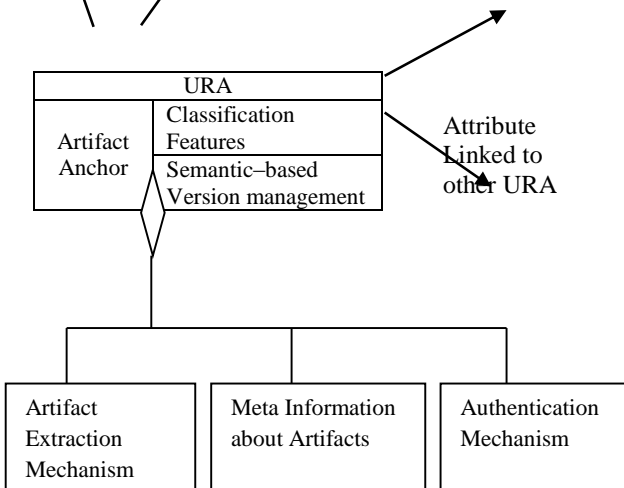 URA
Artifact
Anchor
Classification
Features
Semantic–based
Version management
Attribute
Linked to
other URA
Artifact
Extraction
Mechanism
Meta Information
about Artifacts
Authentication
Mechanism